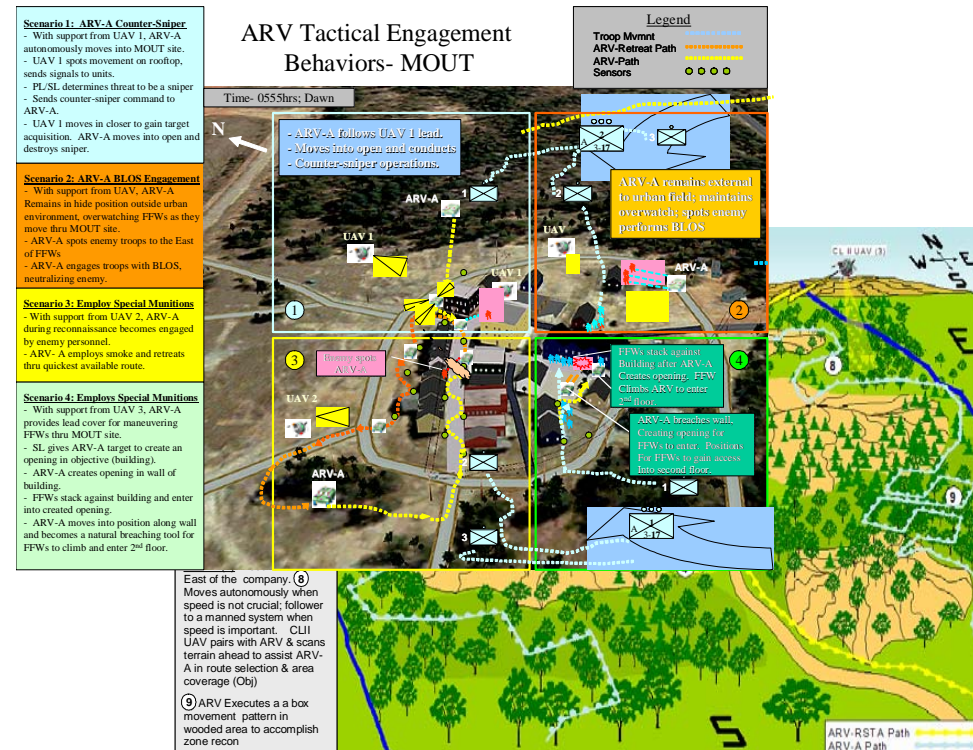 ARV Tactical Engagement
Behaviors- MOUT
Legend
Troop Mvmnt
ARV-Retreat Path
ARV-Path
Sensors
Scenario 1: ARV-A Counter-Sniper
- With support from UAV 1, ARV-A
autonomously moves into MOUT site.
- UAV 1 spots movement on rooftop,
sends signals to units.
- PL/SL determines threat to be a sniper
- Sends counter-sniper command to
ARV-A.
- UAV 1 moves in closer to gain target
acquisition. ARV-A moves into open and
destroys sniper.
Scenario 2: ARV-A BLOS Engagement
- With support from UAV, ARV-A
Remains in hide position outside urban
environment, overwatching FFWs as they
move thru MOUT site.
- ARV-A spots enemy troops to the East
of FFWs
- ARV-A engages troops with BLOS,
neutralizing enemy.
Scenario 3: Employ Special Munitions
- With support from UAV 2, ARV-A
during reconnaissance becomes engaged
by enemy personnel.
- ARV- A employs smoke and retreats
thru quickest available route.
Scenario 4: Employs Special Munitions
- With support from UAV 3, ARV-A
provides lead cover for maneuvering
FFWs thru MOUT site.
- SL gives ARV-A target to create an
opening in objective (building).
- ARV-A creates opening in wall of
building.
- FFWs stack against building and enter
into created opening.
- ARV-A moves into position along wall
and becomes a natural breaching tool for
FFWs to climb and enter 2nd floor.
Time- 0555hrs; Dawn
N
- ARV-A follows UAV 1 lead.
- Moves into open and conducts
- Counter-sniper operations.
A 2 3-17
3
1
2
ARV-A
ARV-A remains external
to urban field; maintains
overwatch; spots enemy
performs BLOS
UAV 1
UAV
UAV 1
ARV-A
1
2
3
Enemy spots
ARV-A
UAV 2
ARV-A
2
3
4
FFWs stack against
Building after ARV-A
Creates opening. FFW
Climbs ARV to enter
2nd floor.
ARV-A breaches wall,
Creating opening for
FFWs to enter. Positions
For FFWs to gain access
Into second floor.
1
A 1 3-17
CL II UAV (3)
N
W
E
S
8
9
East of the company. 8
Moves autonomously when
speed is not crucial; follower
to a manned system when
speed is important. CLII
UAV pairs with ARV & scans
terrain ahead to assist ARV-
A in route selection & area
coverage (Obj)
9 ARV Executes a a box
movement pattern in
wooded area to accomplish
zone recon
S
ARV-RSTA Path
ARV-A Path